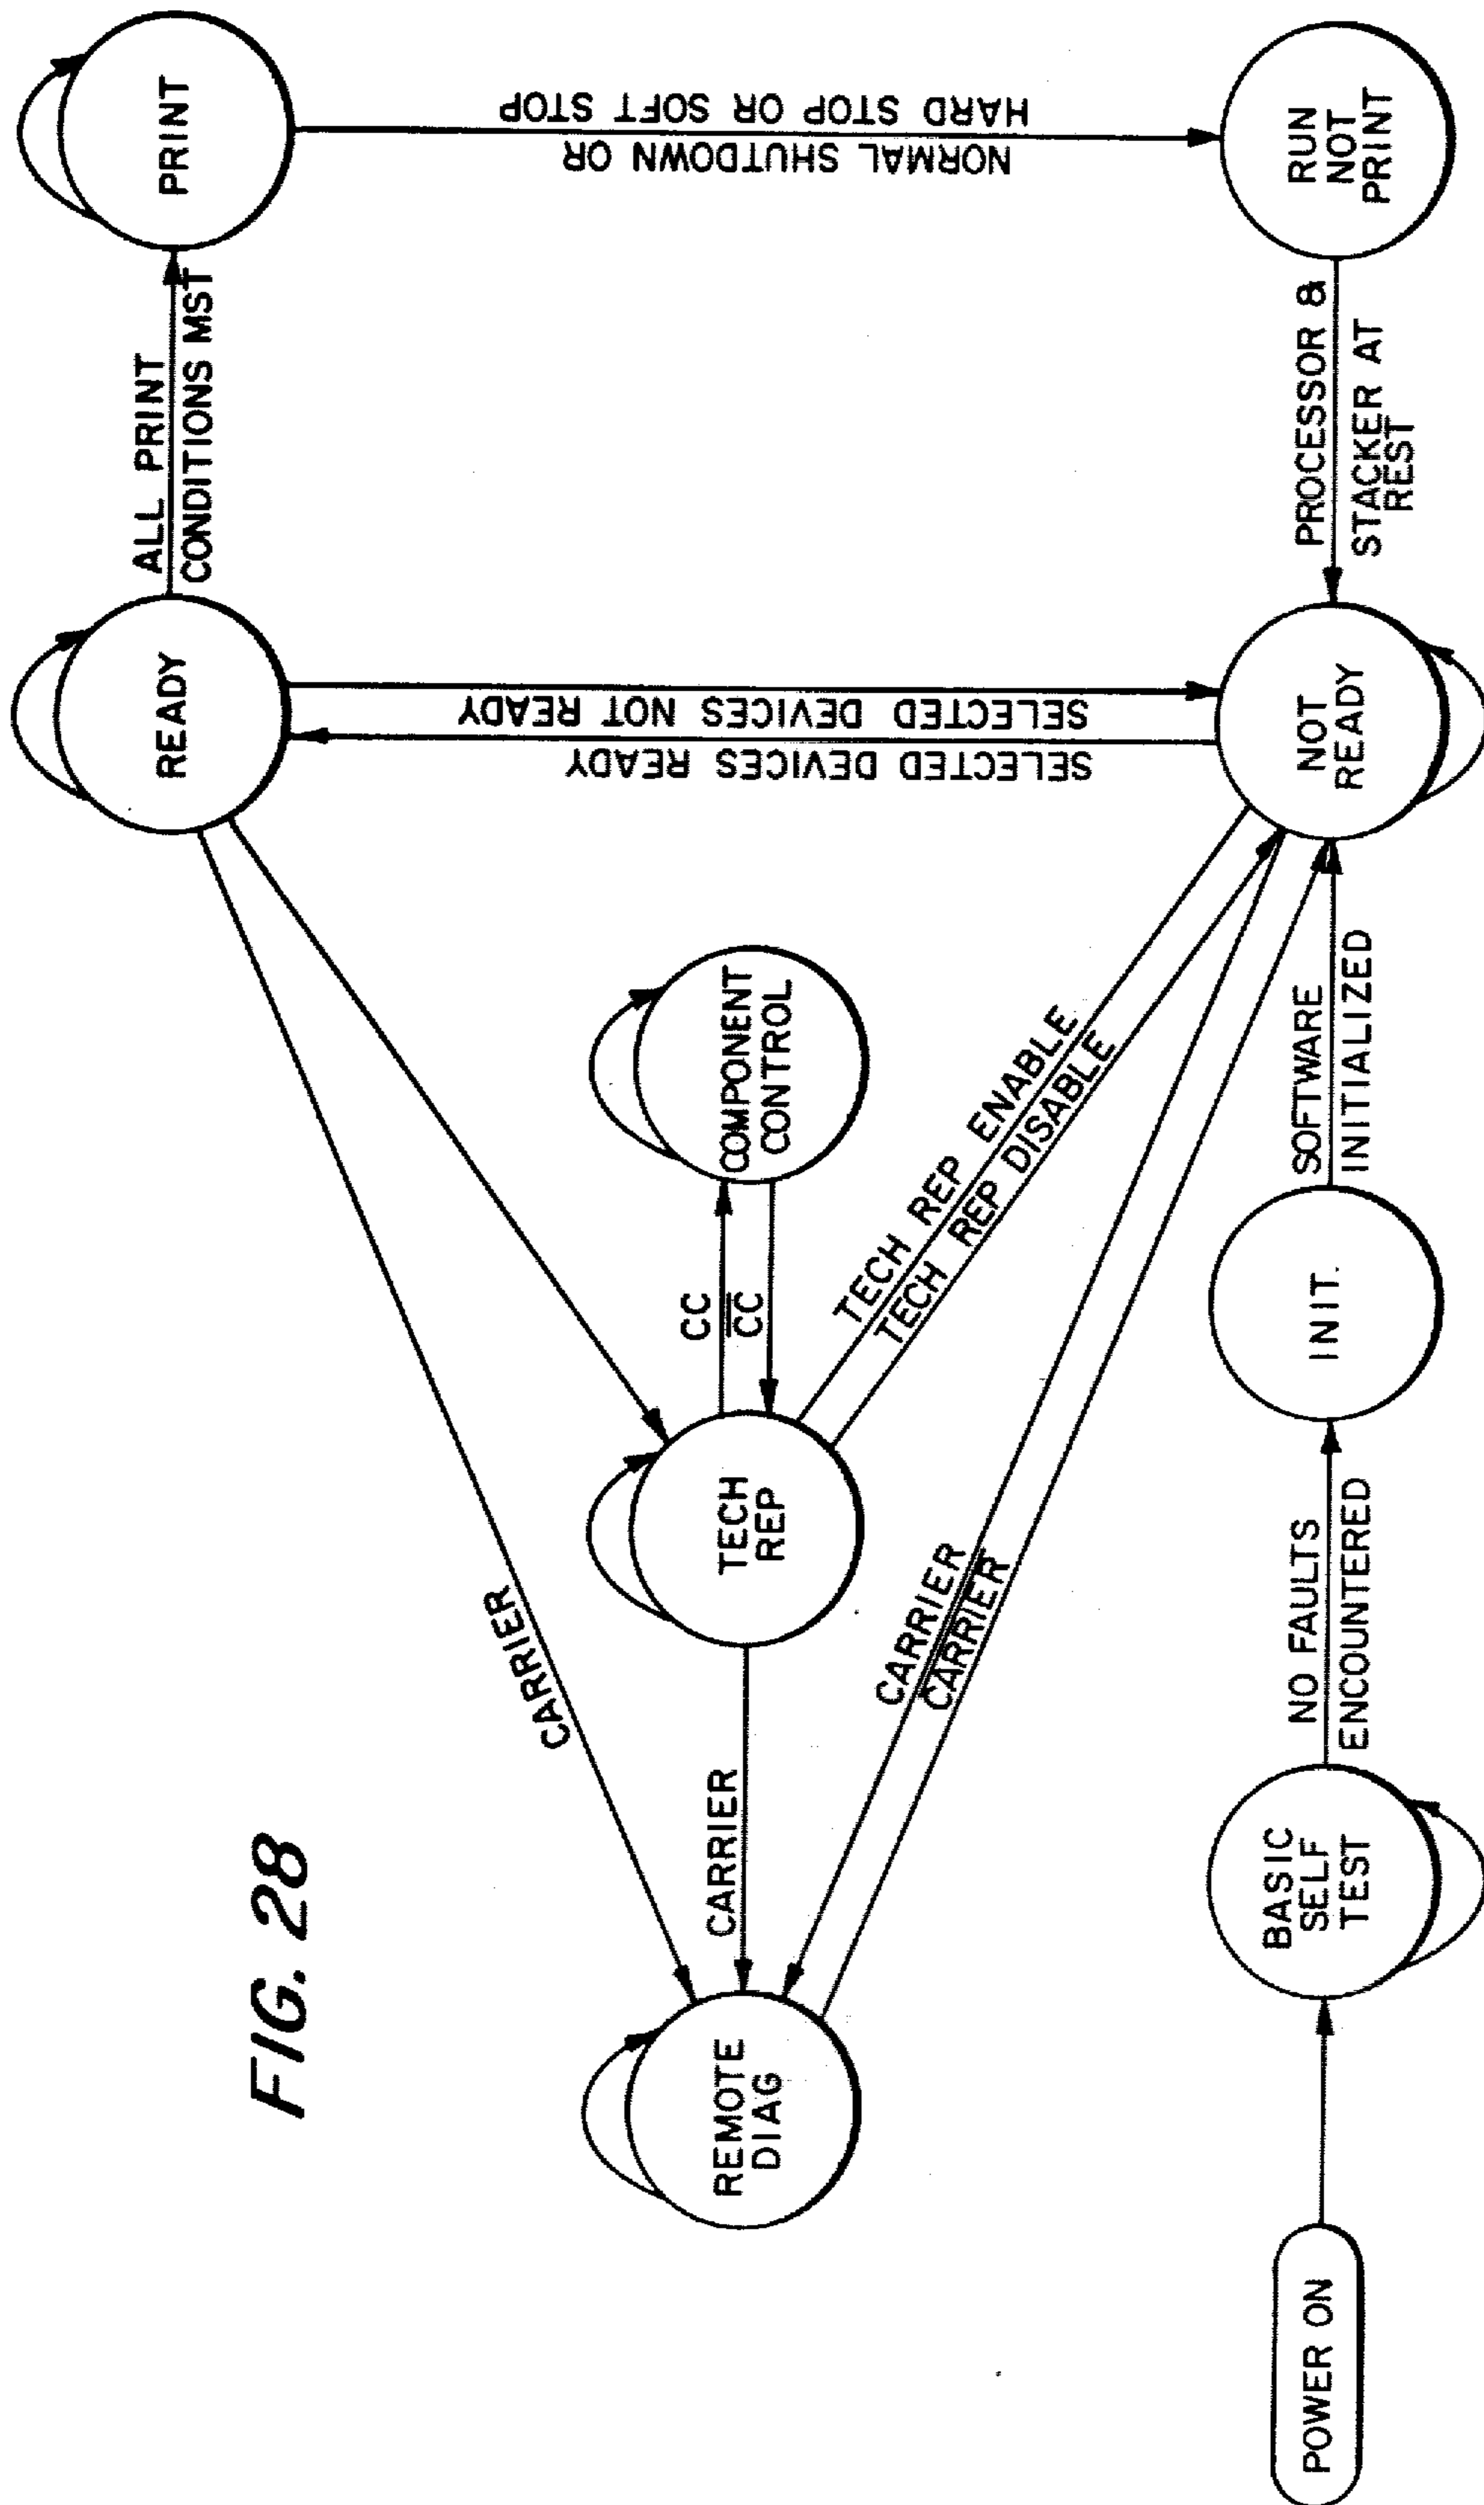 FIG. 28
READY
ALL PRINT
CONDITIONS MST
PRINT
CARRIER
SELECTED DEVICES NOT READY
SELECTED DEVICES READY
NORMAL SHUTDOWN OR
HARD STOP OR SOFT STOP
REMOTE
DIAG
CARRIER
TECH
REP
CC
CC
COMPONENT
CONTROL
TECH REP ENABLE
TECH REP DISABLE
CARRIER
CARRIER
POWER ON
BASIC
SELF
TEST
NO FAULTS
ENCOUNTERED
INIT.
SOFTWARE
INITIALIZED
NOT
READY
PROCESSOR &
STACKER AT
REST
RUN
NOT
PRINT